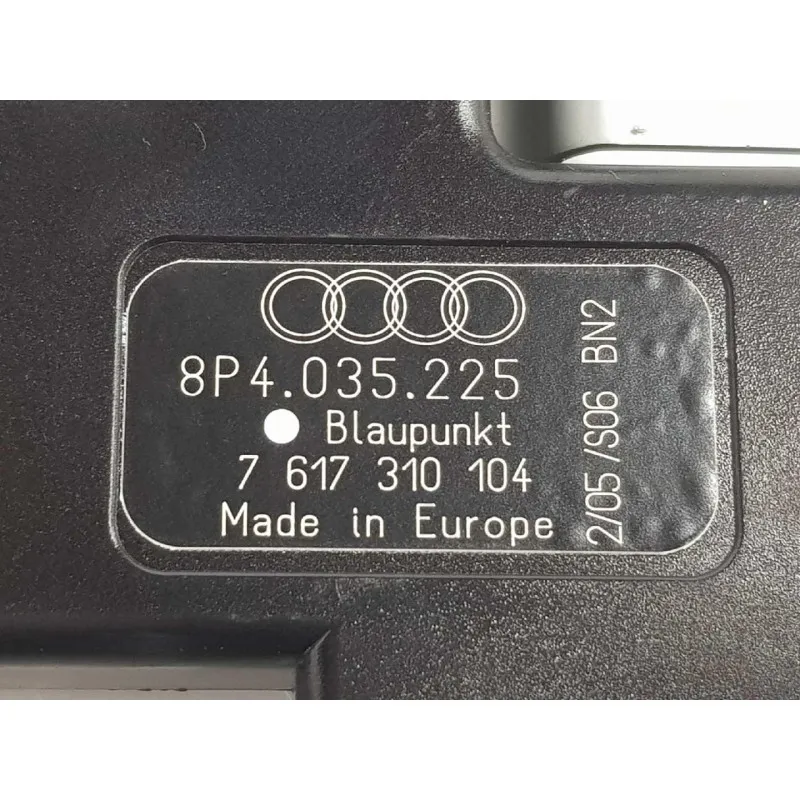 8P4.035.225
Blaupunkt
7 617 310 104
Made in Europe
2/05/S06 BN2